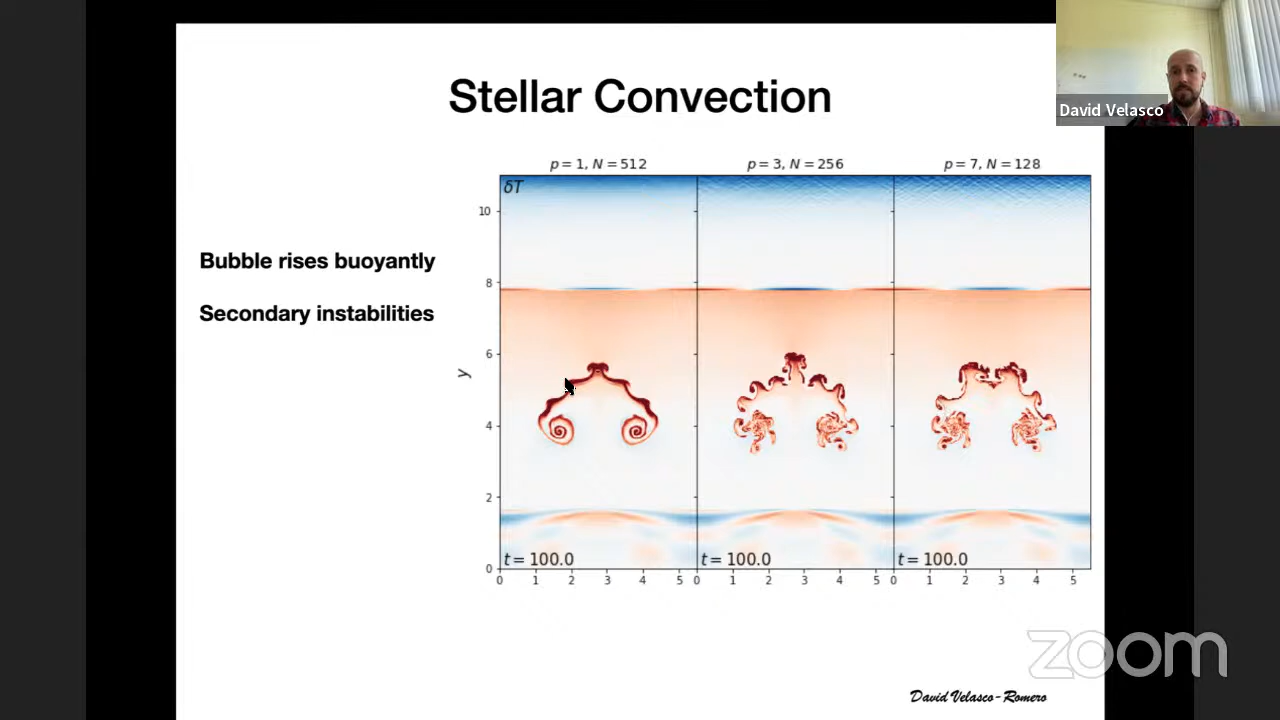 Stellar Convection
David Velasco
p = 1, N = 512
p = 3, N = 256
p = 7, N = 128
δT
Bubble rises buoyantly
Secondary instabilities
y
10
8
6
4
2
0
t = 100.0
t = 100.0
t = 100.0
0 1 2 3 4 5 0 1 2 3 4 5 0 1 2 3 4 5
zoom
David Velasco-Romero